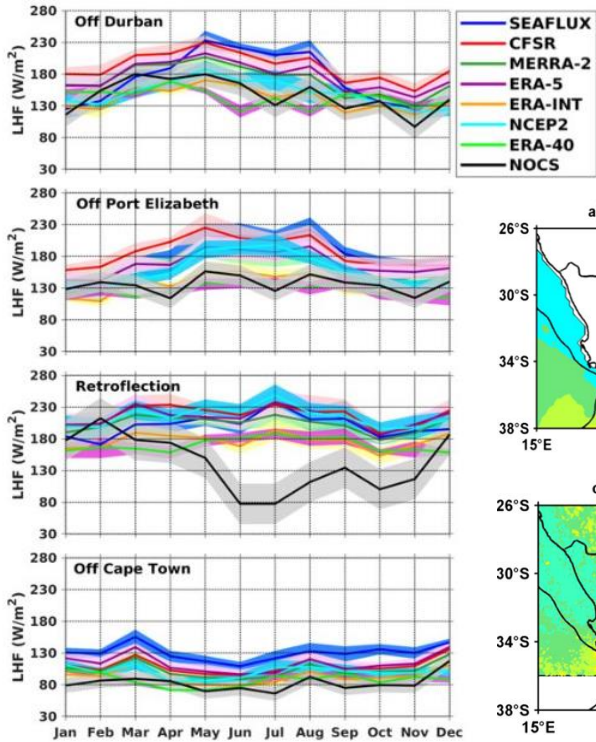 Off Durban
LHF (W/m²)
280
230
180
130
80
30
SEAFLUX
CFSR
MERRA-2
ERA-5
ERA-INT
NCEP2
ERA-40
NOCS
Off Port Elizabeth
LHF (W/m²)
280
230
180
130
80
30
Retroflection
LHF (W/m²)
280
230
180
130
80
30
Off Cape Town
LHF (W/m²)
280
230
180
130
80
30
Jan Feb Mar Apr May Jun Jul Aug Sep Oct Nov Dec
a
26°S
30°S
34°S
38°S
15°E
26°S
30°S
34°S
38°S
15°E